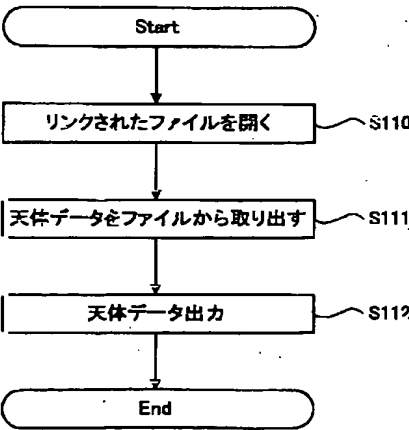 Start
リンクされたファイルを開く
S110
天体データをファイルから取り出す
S111
天体データ出力
S112
End